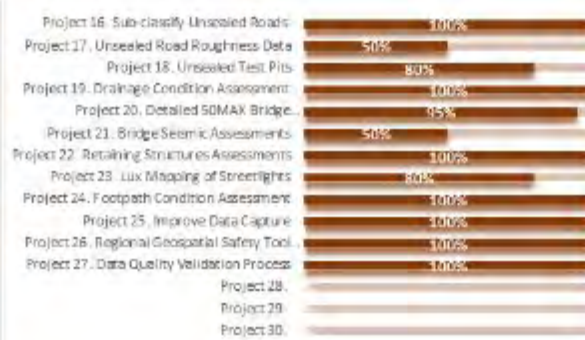 Project 16. Sub-classify Unsealed Roads 100%
Project 17. Unsealed Road Roughness Data 50%
Project 18. Unsealed Test Pits 80%
Project 19. Drainage Condition Assessment 100%
Project 20. Detailed 50MAX Bridge... 95%
Project 21. Bridge Seismic Assessments 50%
Project 22. Retaining Structures Assessments 100%
Project 23. Lux Mapping of Streetlights 80%
Project 24. Footpath Condition Assessment 100%
Project 25. Improve Data Capture 100%
Project 26. Regional Geospatial Safety Tool... 100%
Project 27. Data Quality Validation Process 100%
Project 28.
Project 29.
Project 30.